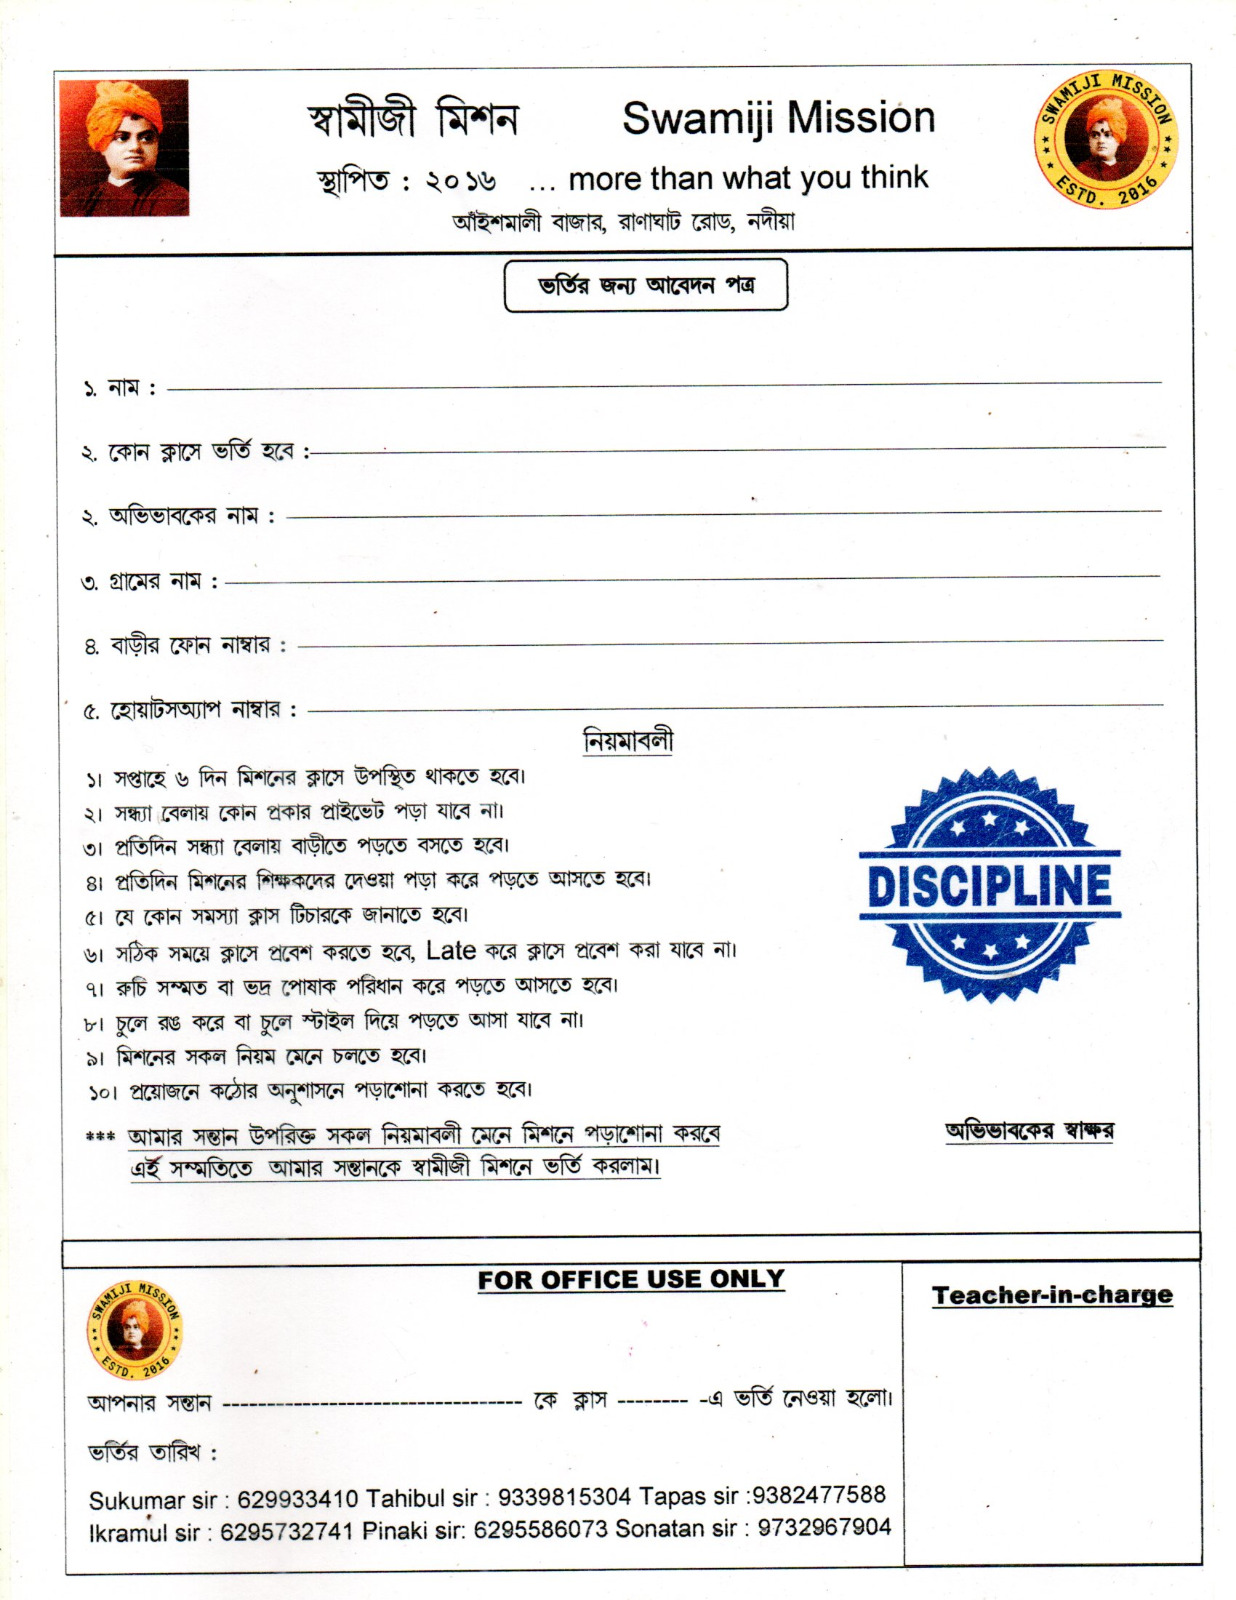 স্বামীজী মিশন Swamiji Mission
স্থাপিত : ২০১৬ ... more than what you think
আঁইশমালী বাজার, রাণাঘাট রোড, নদীয়া
SWAMIJI MISSION
ESTD. 2016
ভর্তির জন্য আবেদন পত্র
১. নাম :
২. কোন ক্লাসে ভর্তি হবে :
২. অভিভাবকের নাম :
৩. গ্রামের নাম :
৪. বাড়ীর ফোন নাম্বার :
৫. হোয়াটসঅ্যাপ নাম্বার :
নিয়মাবলী
১। সপ্তাহে ৬ দিন মিশনের ক্লাসে উপস্থিত থাকতে হবে।
২। সন্ধ্যা বেলায় কোন প্রকার প্রাইভেট পড়া যাবে না।
৩। প্রতিদিন সন্ধ্যা বেলায় বাড়ীতে পড়তে বসতে হবে।
৪। প্রতিদিন মিশনের শিক্ষকদের দেওয়া পড়া করে পড়তে আসতে হবে।
৫। যে কোন সমস্যা ক্লাস টিচারকে জানাতে হবে।
৬। সঠিক সময়ে ক্লাসে প্রবেশ করতে হবে, Late করে ক্লাসে প্রবেশ করা যাবে না।
৭। রুচি সম্মত বা ভদ্র পোষাক পরিধান করে পড়তে আসতে হবে।
৮। চুলে রঙ করে বা চুলে স্টাইল দিয়ে পড়তে আসা যাবে না।
৯। মিশনের সকল নিয়ম মেনে চলতে হবে।
১০। প্রয়োজনে কঠোর অনুশাসনে পড়াশোনা করতে হবে।
DISCIPLINE
*** আমার সন্তান উপরিক্ত সকল নিয়মাবলী মেনে মিশনে পড়াশোনা করবে
এই সম্মতিতে আমার সন্তানকে স্বামীজী মিশনে ভর্তি করলাম।
অভিভাবকের স্বাক্ষর
FOR OFFICE USE ONLY
Teacher-in-charge
SWAMIJI MISSION
ESTD. 2016
আপনার সন্তান ---------------------------------- কে ক্লাস -------- -এ ভর্তি নেওয়া হলো।
ভর্তির তারিখ :
Sukumar sir : 629933410 Tahibul sir : 9339815304 Tapas sir :9382477588
Ikramul sir : 6295732741 Pinaki sir: 6295586073 Sonatan sir : 9732967904